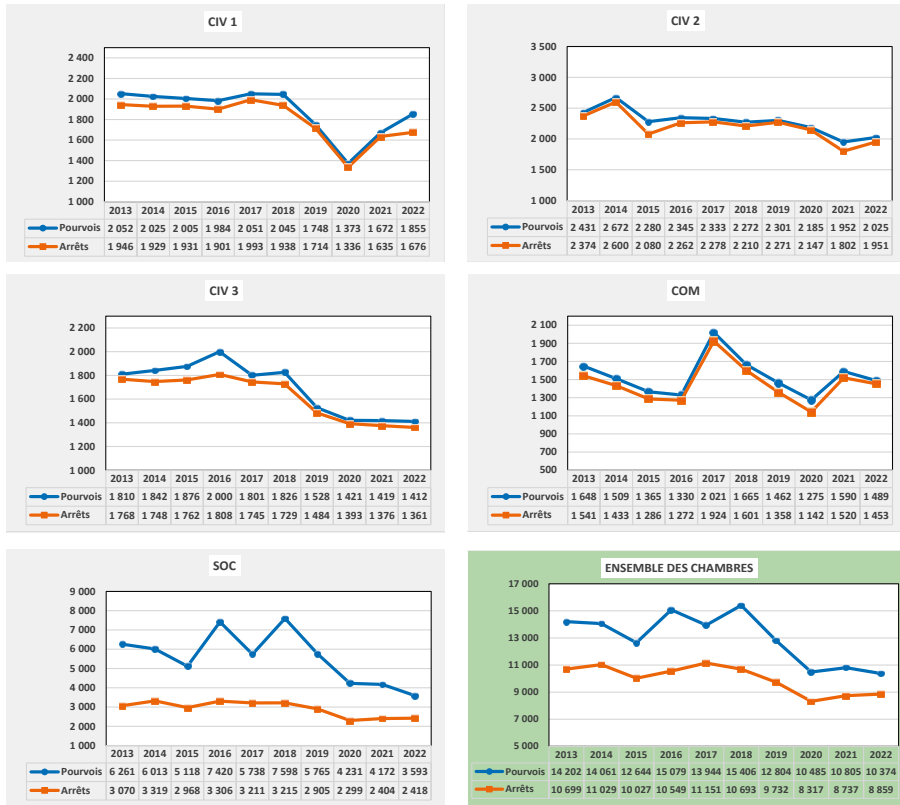 CIV 1
2 400
2 200
2 000
1 800
1 600
1 400
1 200
1 000
2013 2014 2015 2016 2017 2018 2019 2020 2021 2022
Pourvois 2 052 2 025 2 005 1 984 2 051 2 045 1 748 1 373 1 672 1 855
Arrêts 1 946 1 929 1 931 1 901 1 993 1 938 1 714 1 336 1 635 1 676
CIV 2
3 500
3 000
2 500
2 000
1 500
1 000
2013 2014 2015 2016 2017 2018 2019 2020 2021 2022
Pourvois 2 431 2 672 2 280 2 345 2 333 2 272 2 301 2 185 1 952 2 025
Arrêts 2 374 2 600 2 080 2 262 2 278 2 210 2 271 2 147 1 802 1 951
CIV 3
2 200
2 000
1 800
1 600
1 400
1 200
1 000
2013 2014 2015 2016 2017 2018 2019 2020 2021 2022
Pourvois 1 810 1 842 1 876 2 000 1 801 1 826 1 528 1 421 1 419 1 412
Arrêts 1 768 1 748 1 762 1 808 1 745 1 729 1 484 1 393 1 376 1 361
COM
2 100
1 900
1 700
1 500
1 300
1 100
900
700
500
2013 2014 2015 2016 2017 2018 2019 2020 2021 2022
Pourvois 1 648 1 509 1 365 1 330 2 021 1 665 1 462 1 275 1 590 1 489
Arrêts 1 541 1 433 1 286 1 272 1 924 1 601 1 358 1 142 1 520 1 453
SOC
9 000
8 000
7 000
6 000
5 000
4 000
3 000
2 000
1 000
2013 2014 2015 2016 2017 2018 2019 2020 2021 2022
Pourvois 6 261 6 013 5 118 7 420 5 738 7 598 5 765 4 231 4 172 3 593
Arrêts 3 070 3 319 2 968 3 306 3 211 3 215 2 905 2 299 2 404 2 418
ENSEMBLE DES CHAMBRES
17 000
15 000
13 000
11 000
9 000
7 000
5 000
2013 2014 2015 2016 2017 2018 2019 2020 2021 2022
Pourvois 14 202 14 061 12 644 15 079 13 944 15 406 12 804 10 485 10 805 10 374
Arrêts 10 699 11 029 10 027 10 549 11 151 10 693 9 732 8 317 8 737 8 859